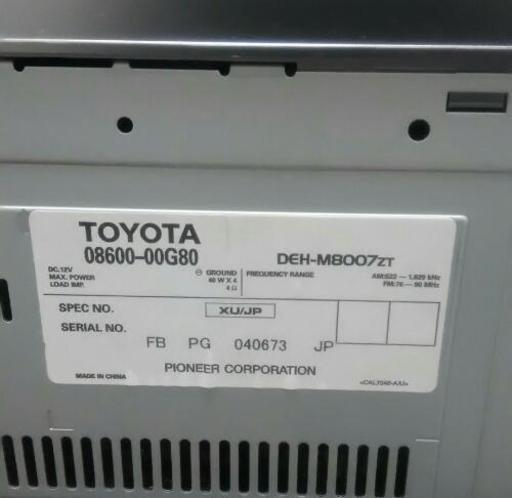 TOYOTA
08600-00G80 DEH-M8007ZT
DC.12V ⊖ GROUND FREQUENCY RANGE AM:522 — 1,629 kHz
MAX. POWER 40 W X 4 FM:76 — 90 MHz
LOAD IMP. 4 Ω
SPEC NO. XU/JP
SERIAL NO.
FB PG 040673 JP
PIONEER CORPORATION
MADE IN CHINA